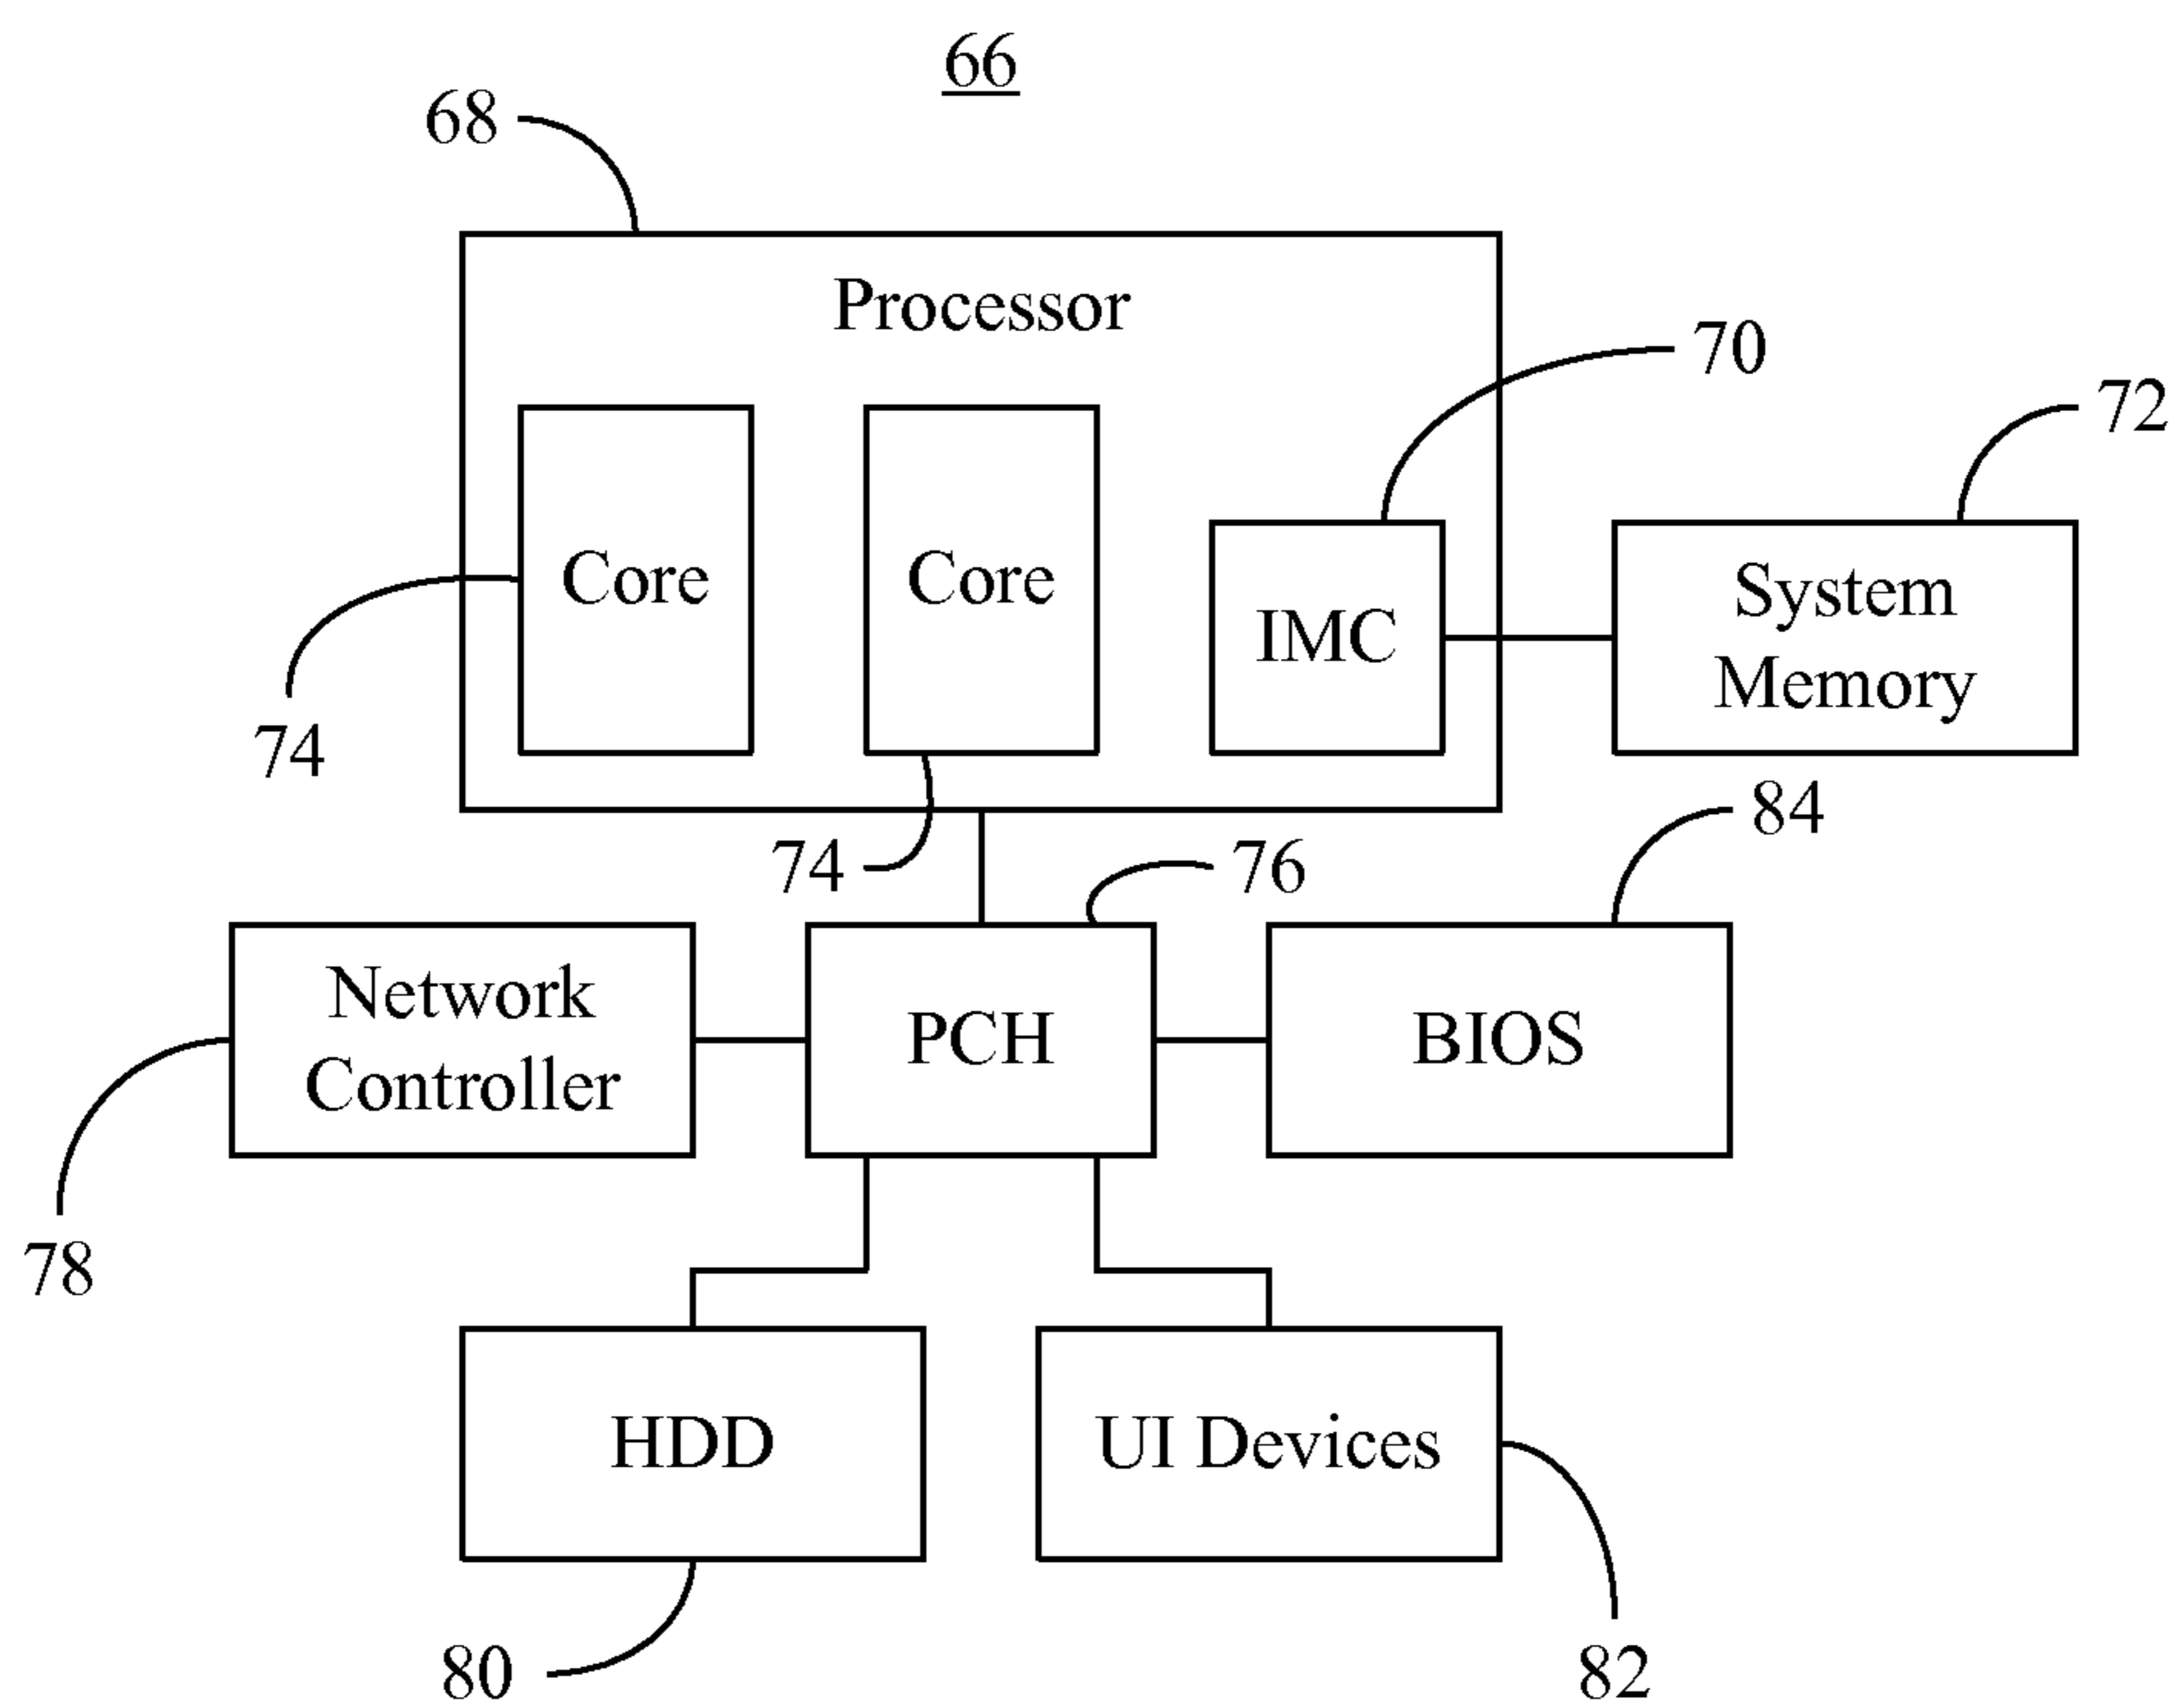 66
68
Processor
70
72
Core
Core
IMC
System
Memory
74
84
74
76
Network
Controller
PCH
BIOS
78
HDD
UI Devices
80
82